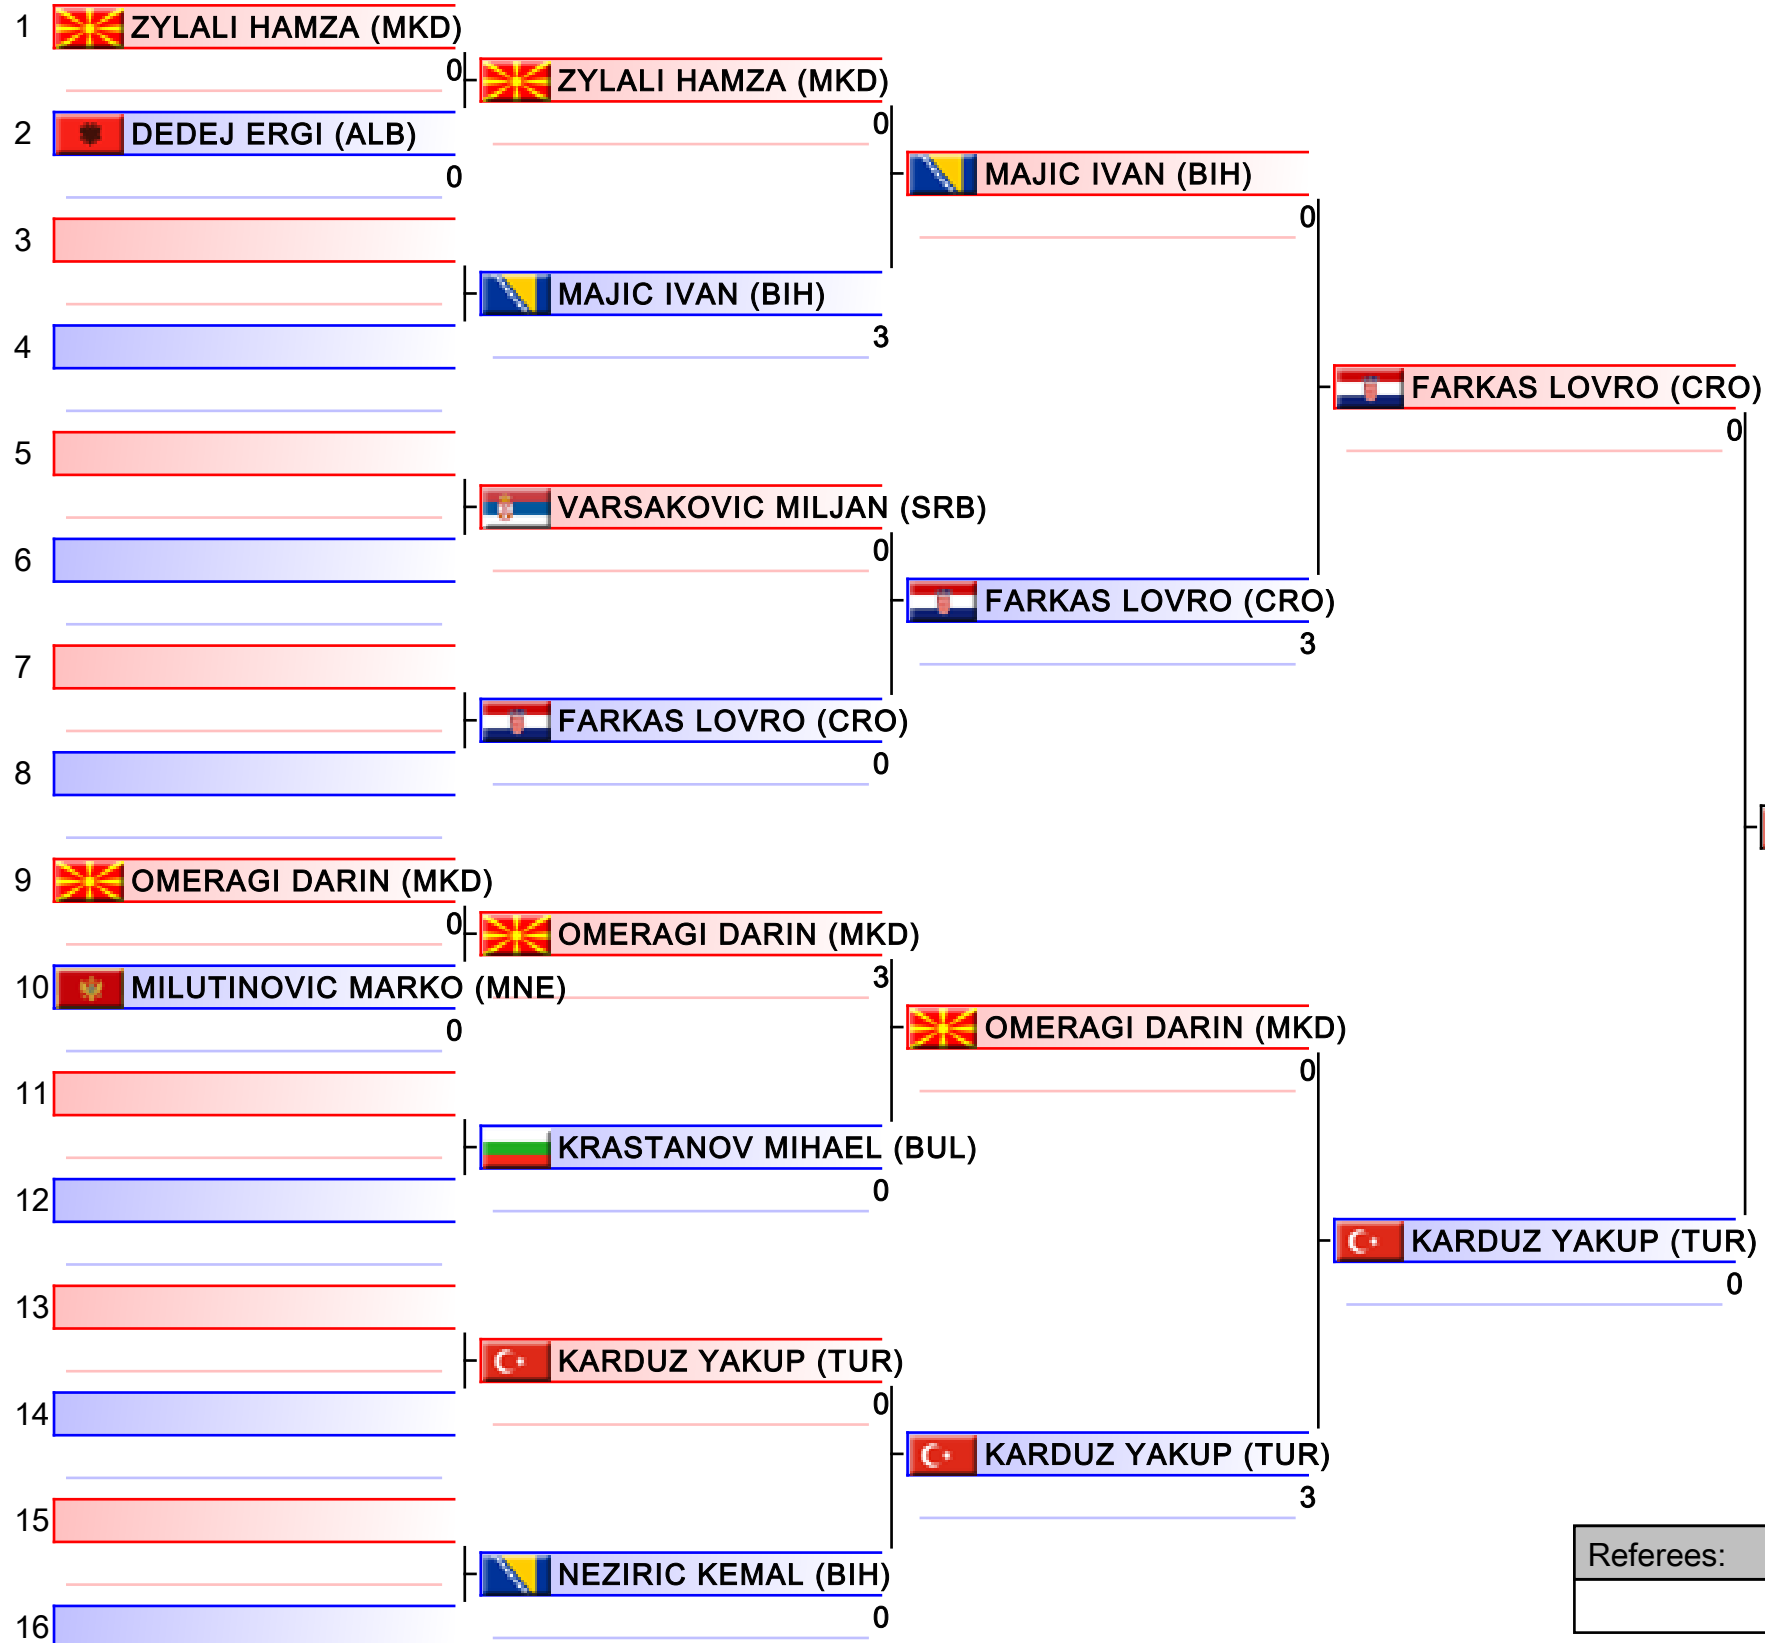 1 ZYLALI HAMZA (MKD)
0
ZYLALI HAMZA (MKD)
0
2 DEDEJ ERGI (ALB)
0
MAJIC IVAN (BIH)
0
3
MAJIC IVAN (BIH)
3
4
FARKAS LOVRO (CRO)
0
5
VARSAKOVIC MILJAN (SRB)
0
6
FARKAS LOVRO (CRO)
3
7
FARKAS LOVRO (CRO)
0
8
9 OMERAGI DARIN (MKD)
0
OMERAGI DARIN (MKD)
3
10 MILUTINOVIC MARKO (MNE)
0
OMERAGI DARIN (MKD)
0
11
KRASTANOV MIHAEL (BUL)
0
12
KARDUZ YAKUP (TUR)
0
13
KARDUZ YAKUP (TUR)
0
14
KARDUZ YAKUP (TUR)
3
15
NEZIRIC KEMAL (BIH)
0
16
Referees: